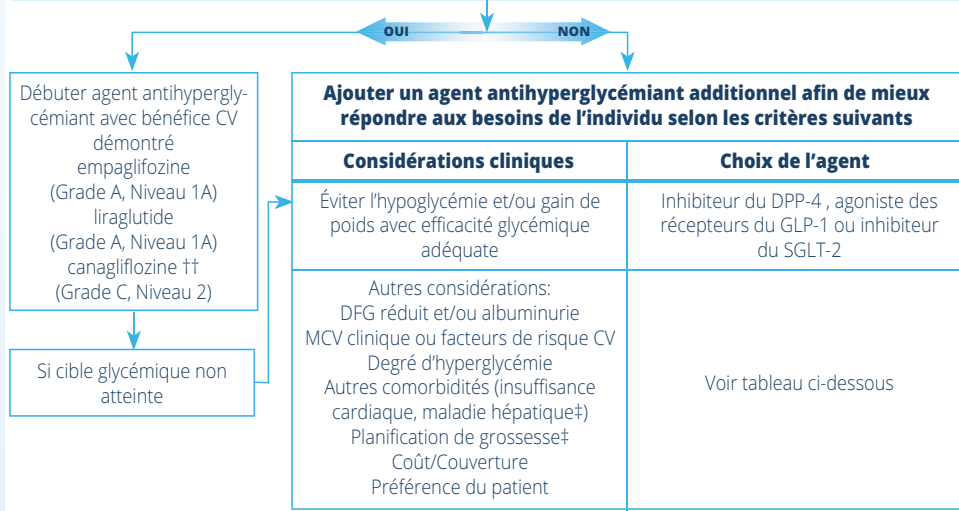 OUI
NON
Débuter agent antihypergly-
cémiant avec bénéfice CV
démontré
empaglifozine
(Grade A, Niveau 1A)
liraglutide
(Grade A, Niveau 1A)
canagliflozine ††
(Grade C, Niveau 2)
Si cible glycémique non
atteinte
Ajouter un agent antihyperglycémiant additionnel afin de mieux
répondre aux besoins de l’individu selon les critères suivants
Considérations cliniques
Choix de l’agent
Éviter l’hypoglycémie et/ou gain de
poids avec efficacité glycémique
adéquate
Inhibiteur du DPP-4 , agoniste des
récepteurs du GLP-1 ou inhibiteur
du SGLT-2
Autres considérations:
DFG réduit et/ou albuminurie
MCV clinique ou facteurs de risque CV
Degré d’hyperglycémie
Autres comorbidités (insuffisance
cardiaque, maladie hépatique‡)
Planification de grossesse‡
Coût/Couverture
Préférence du patient
Voir tableau ci-dessous